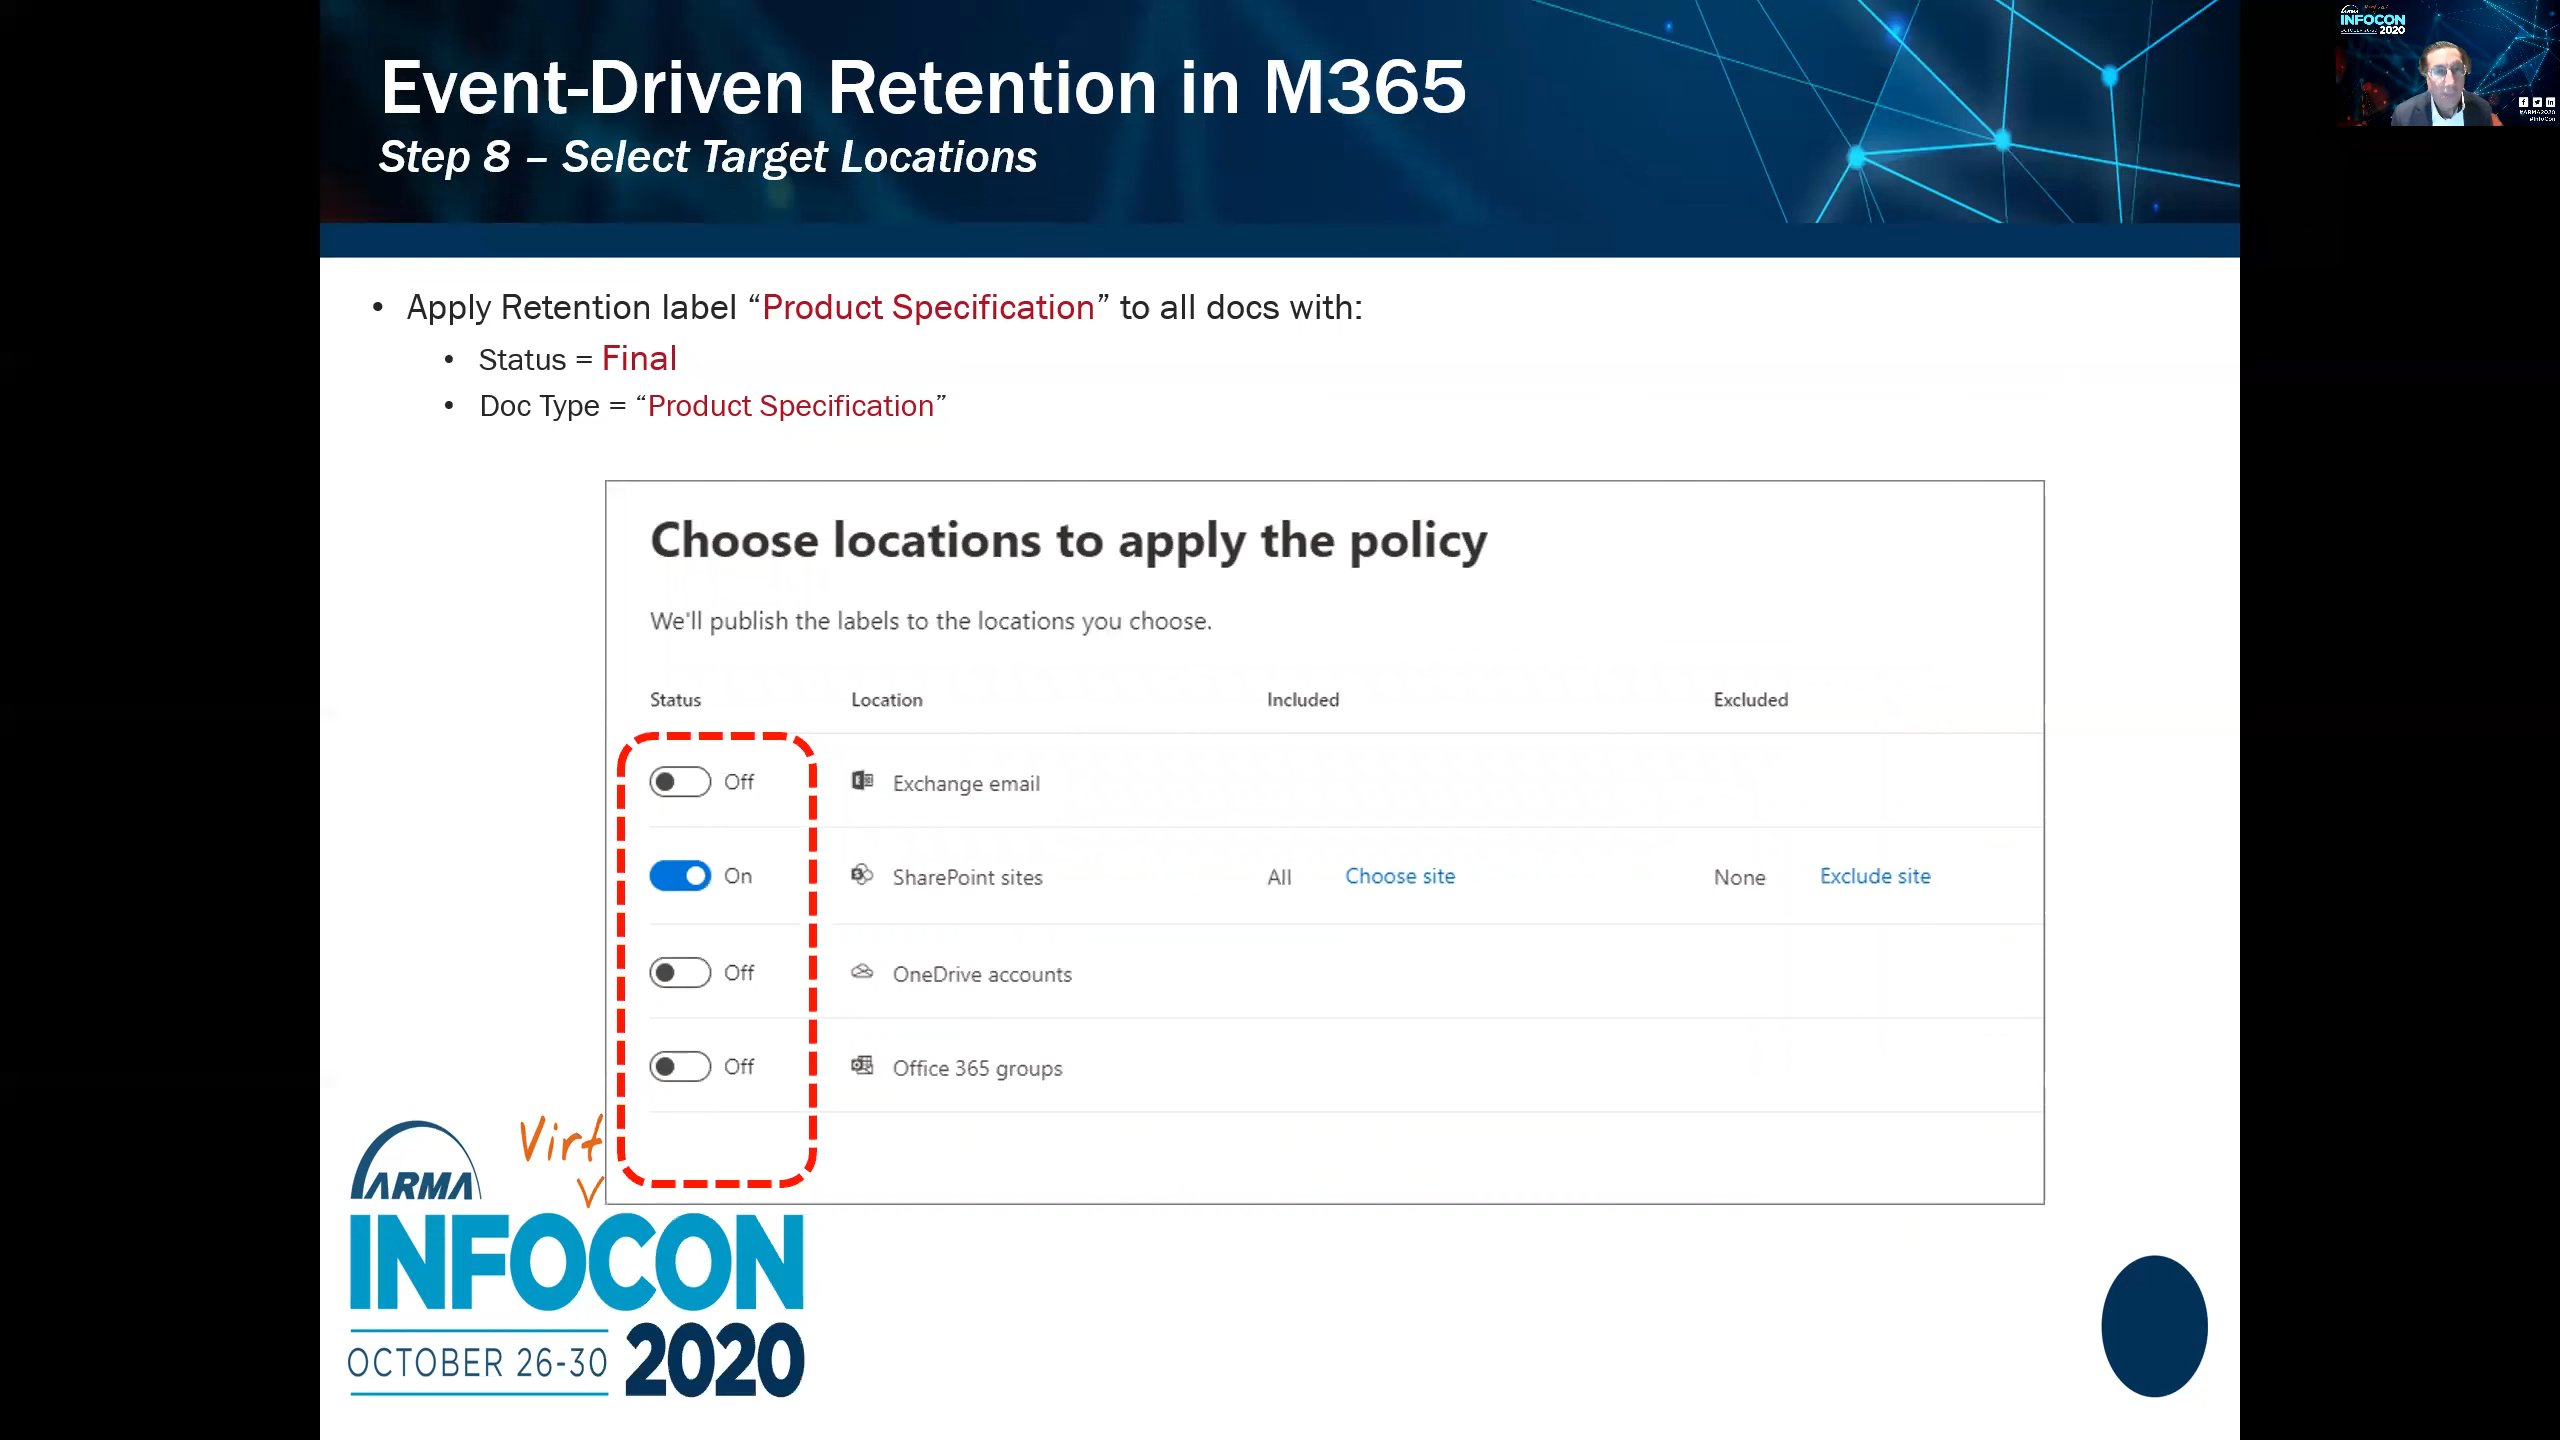 Event-Driven Retention in M365
Step 8 – Select Target Locations
• Apply Retention label “Product Specification” to all docs with:
• Status = Final
• Doc Type = “Product Specification”
Choose locations to apply the policy
We'll publish the labels to the locations you choose.
Status Location Included Excluded
Off Exchange email
On SharePoint sites All Choose site None Exclude site
Off OneDrive accounts
Off Office 365 groups
ARMA Virt
INFOCON
OCTOBER 26-30 2020
INFOCON
2020
#ARMA2020
#InfoCon